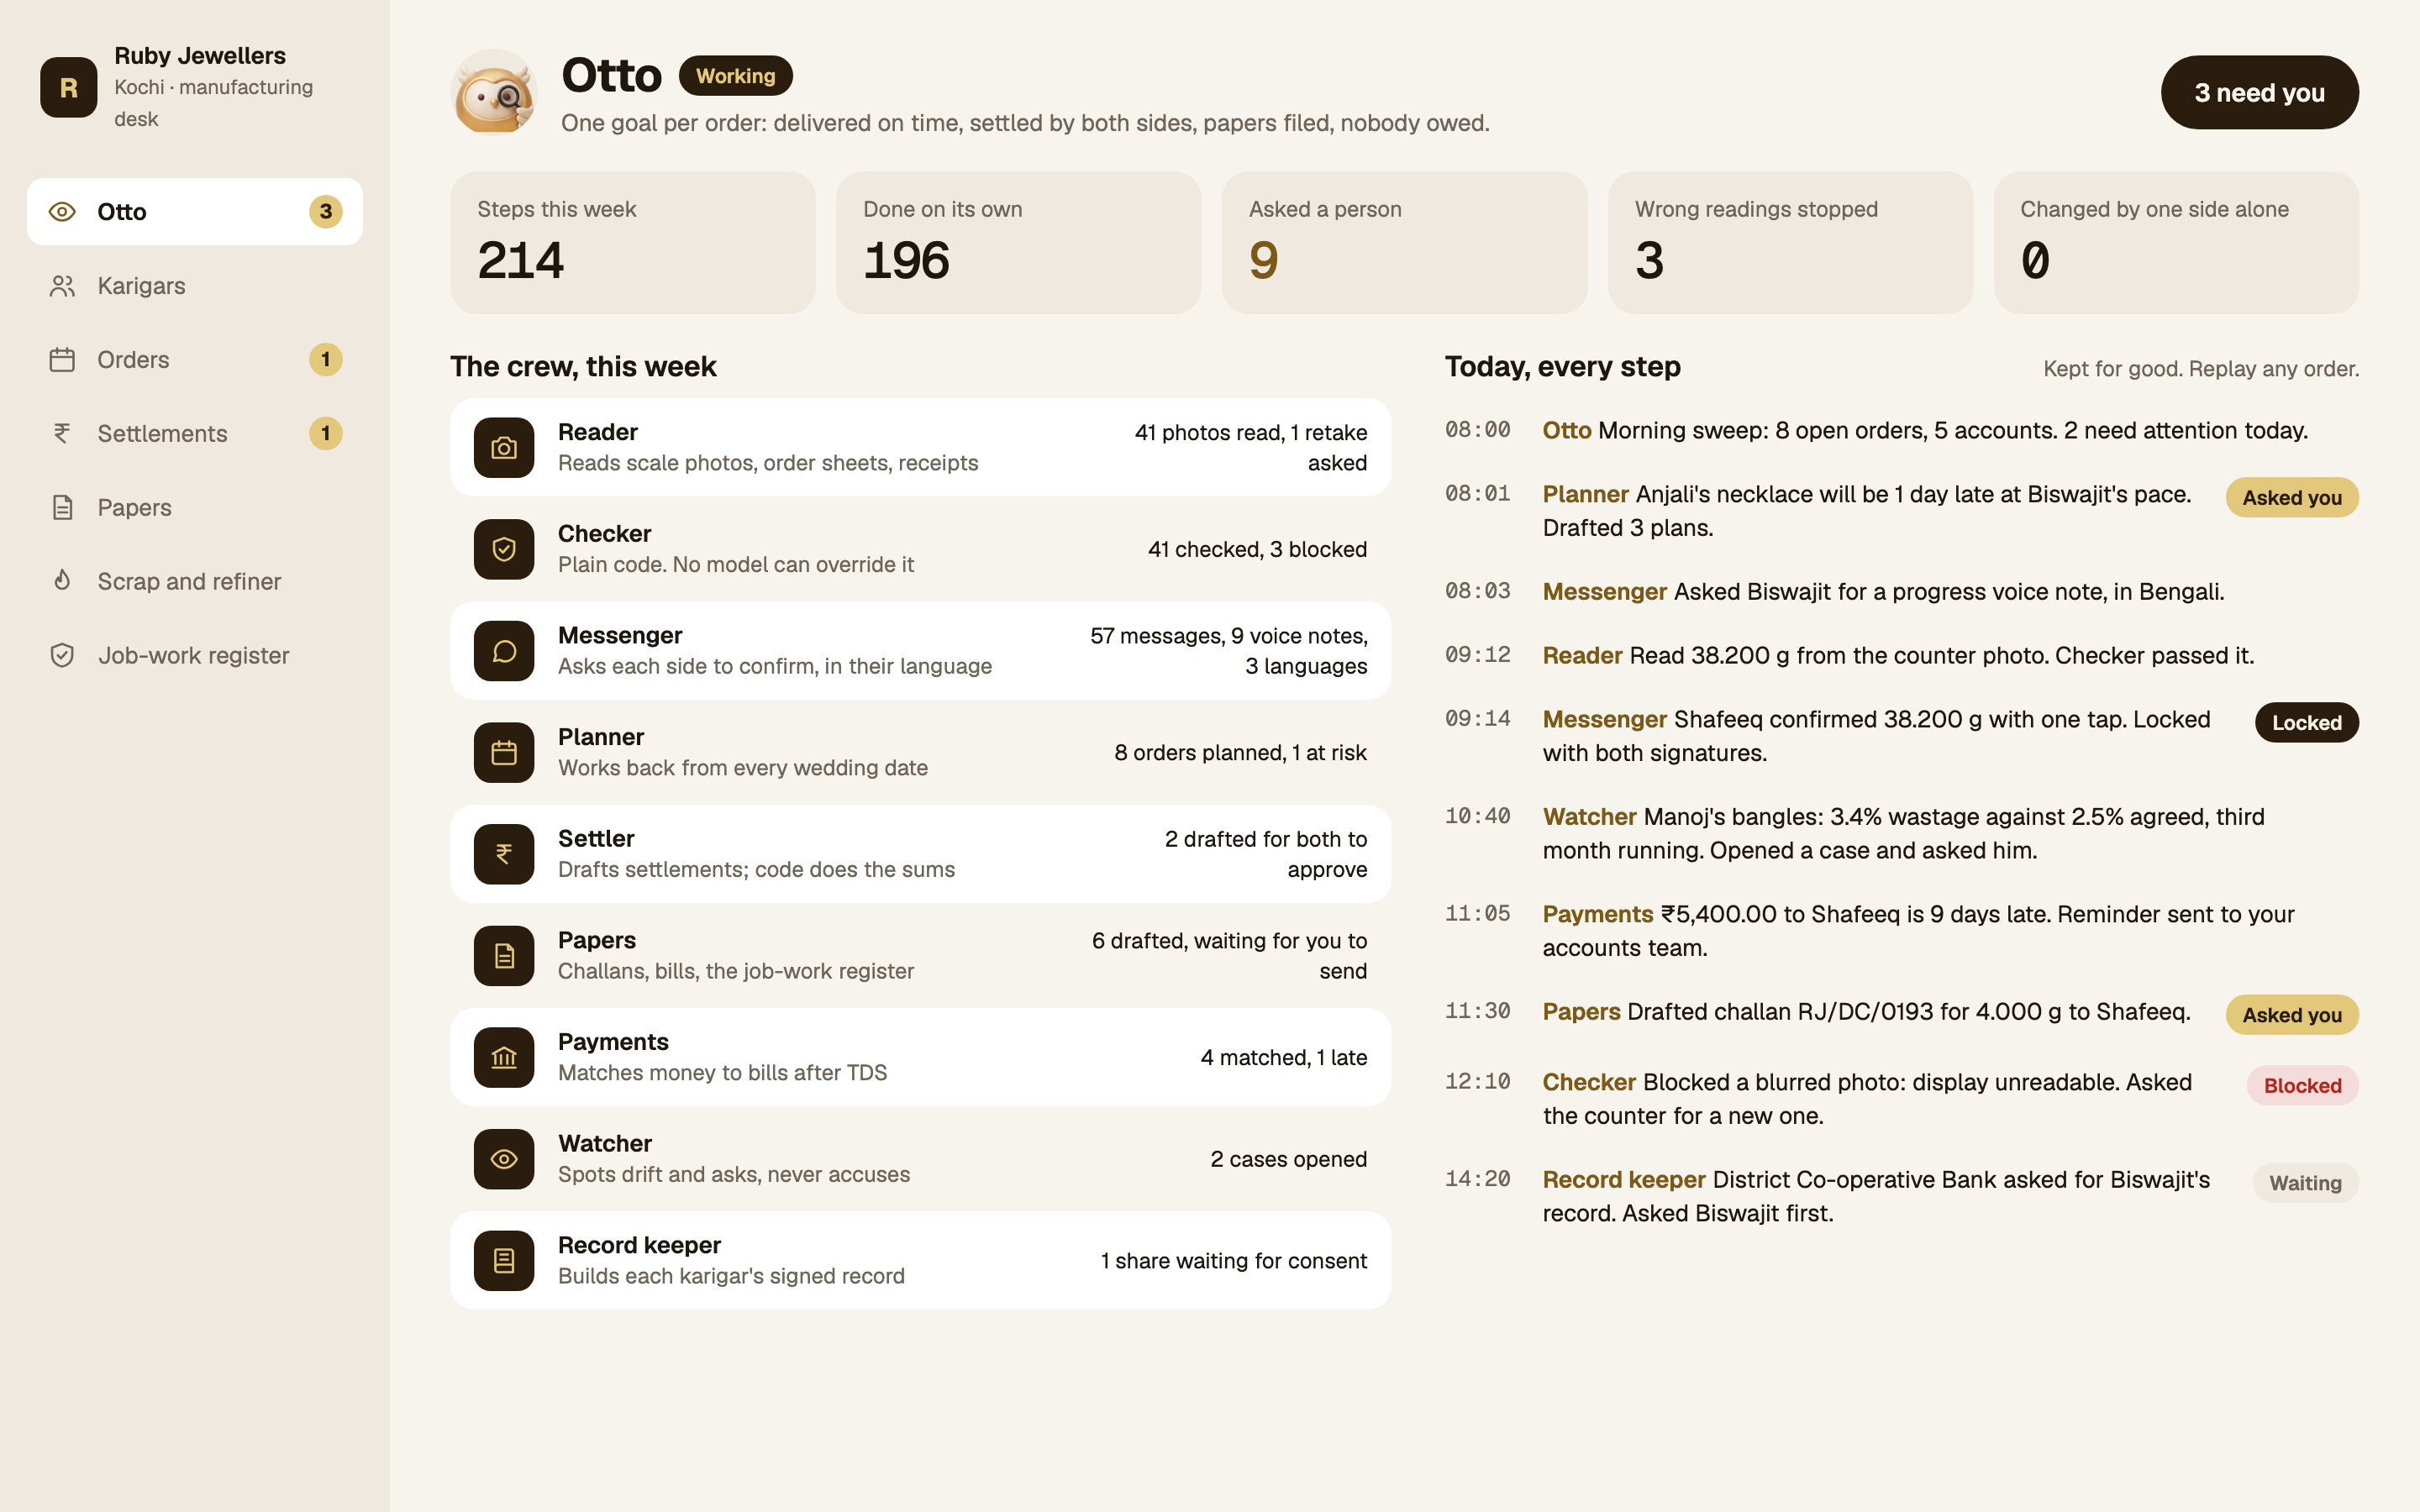 R
Ruby Jewellers
Kochi · manufacturing
desk
Otto 3
Karigars
Orders 1
Settlements 1
Papers
Scrap and refiner
Job-work register
Otto Working
One goal per order: delivered on time, settled by both sides, papers filed, nobody owed.
3 need you
Steps this week
214
Done on its own
196
Asked a person
9
Wrong readings stopped
3
Changed by one side alone
0
The crew, this week
Reader
Reads scale photos, order sheets, receipts
41 photos read, 1 retake
asked
Checker
Plain code. No model can override it
41 checked, 3 blocked
Messenger
Asks each side to confirm, in their language
57 messages, 9 voice notes,
3 languages
Planner
Works back from every wedding date
8 orders planned, 1 at risk
₹
Settler
Drafts settlements; code does the sums
2 drafted for both to
approve
Papers
Challans, bills, the job-work register
6 drafted, waiting for you to
send
Payments
Matches money to bills after TDS
4 matched, 1 late
Watcher
Spots drift and asks, never accuses
2 cases opened
Record keeper
Builds each karigar's signed record
1 share waiting for consent
Today, every step
Kept for good. Replay any order.
08:00 Otto Morning sweep: 8 open orders, 5 accounts. 2 need attention today.
08:01 Planner Anjali's necklace will be 1 day late at Biswajit's pace. Asked you
Drafted 3 plans.
08:03 Messenger Asked Biswajit for a progress voice note, in Bengali.
09:12 Reader Read 38.200 g from the counter photo. Checker passed it.
09:14 Messenger Shafeeq confirmed 38.200 g with one tap. Locked Locked
with both signatures.
10:40 Watcher Manoj's bangles: 3.4% wastage against 2.5% agreed, third
month running. Opened a case and asked him.
11:05 Payments ₹5,400.00 to Shafeeq is 9 days late. Reminder sent to your
accounts team.
11:30 Papers Drafted challan RJ/DC/0193 for 4.000 g to Shafeeq. Asked you
12:10 Checker Blocked a blurred photo: display unreadable. Asked Blocked
the counter for a new one.
14:20 Record keeper District Co-operative Bank asked for Biswajit's Waiting
record. Asked Biswajit first.